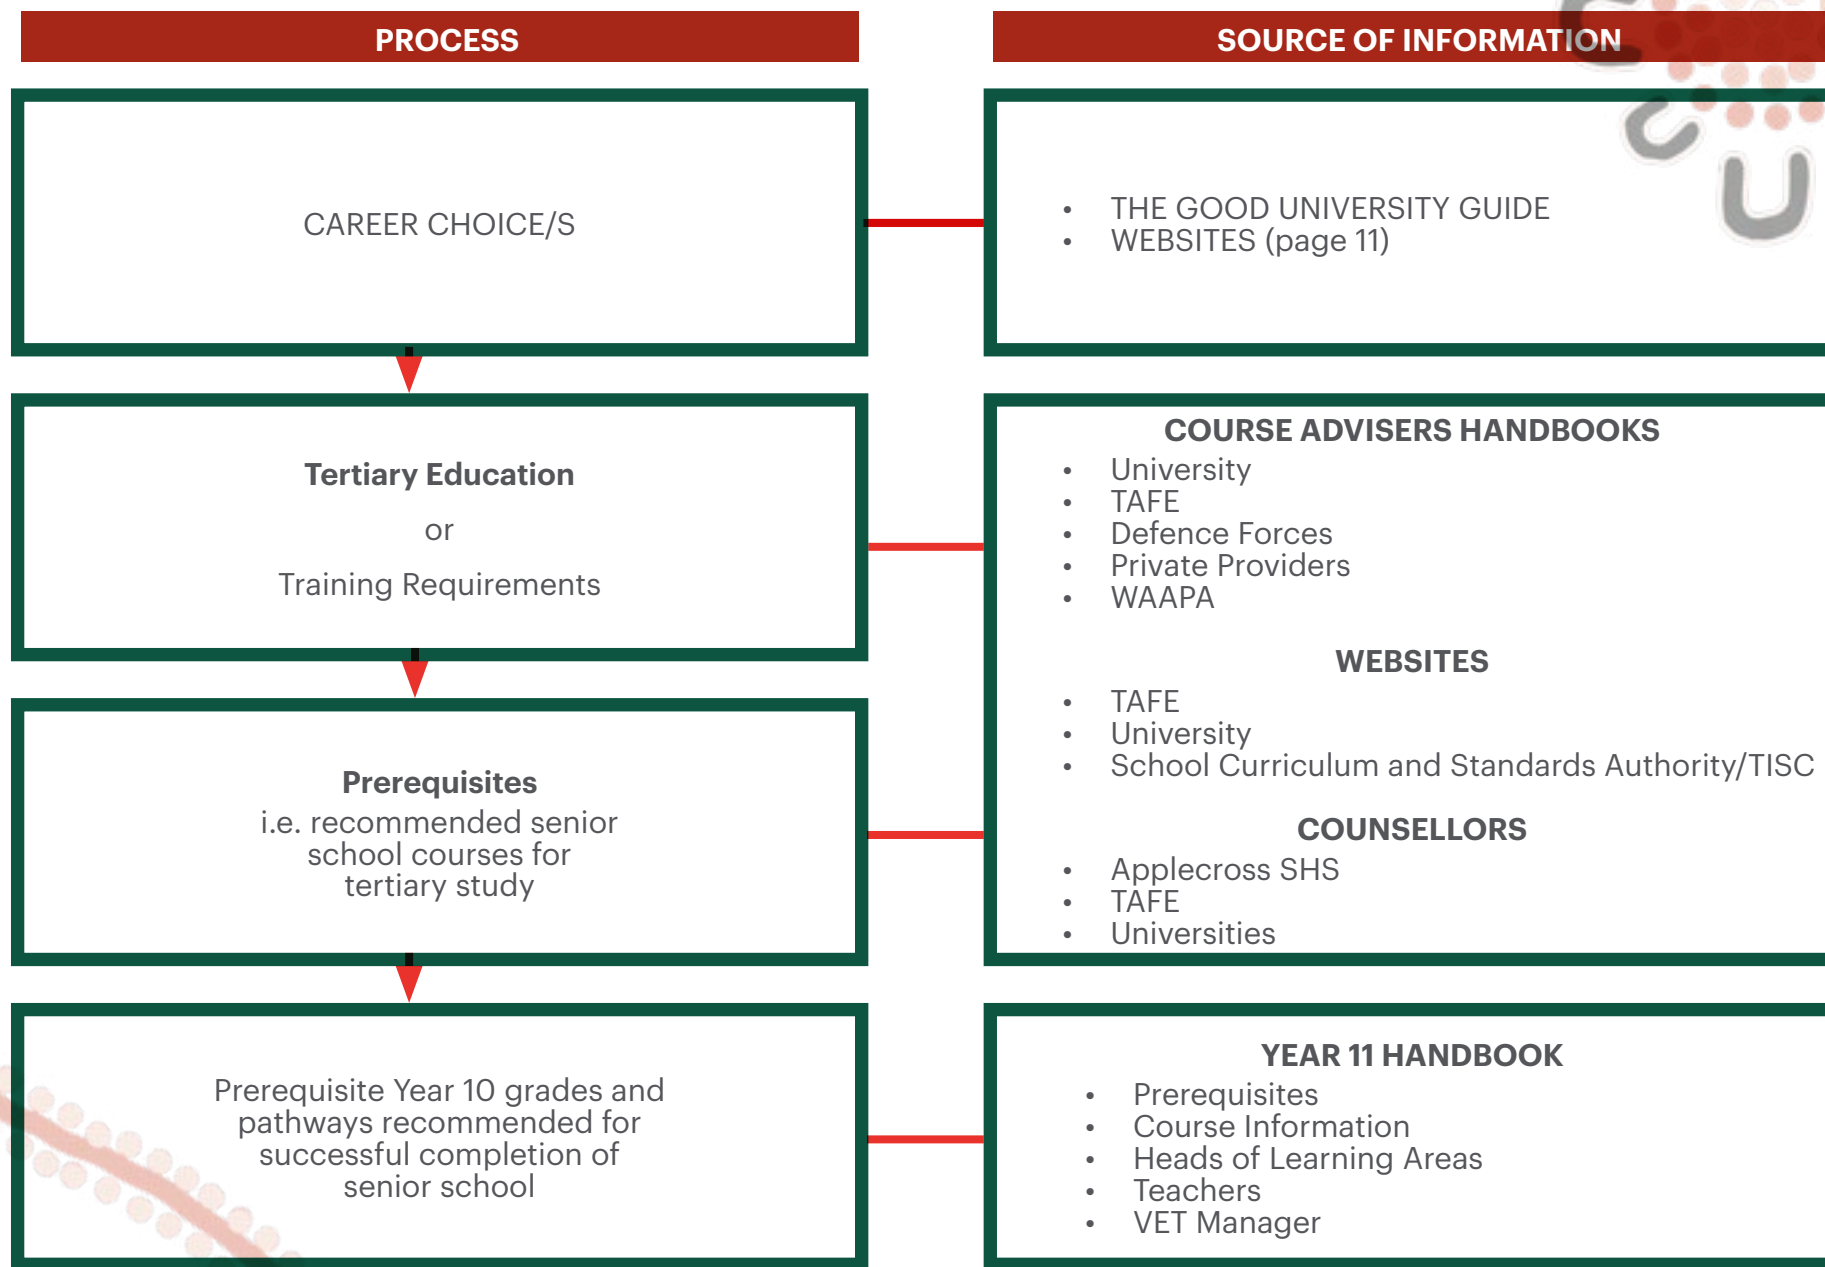 PROCESS
SOURCE OF INFORMATION
CAREER CHOICE/S
• THE GOOD UNIVERSITY GUIDE
• WEBSITES (page 11)
Tertiary Education
or
Training Requirements
COURSE ADVISERS HANDBOOKS
• University
• TAFE
• Defence Forces
• Private Providers
• WAAPA
WEBSITES
• TAFE
• University
• School Curriculum and Standards Authority/TISC
COUNSELLORS
• Applecross SHS
• TAFE
• Universities
Prerequisites
i.e. recommended senior
school courses for
tertiary study
Prerequisite Year 10 grades and
pathways recommended for
successful completion of
senior school
YEAR 11 HANDBOOK
• Prerequisites
• Course Information
• Heads of Learning Areas
• Teachers
• VET Manager